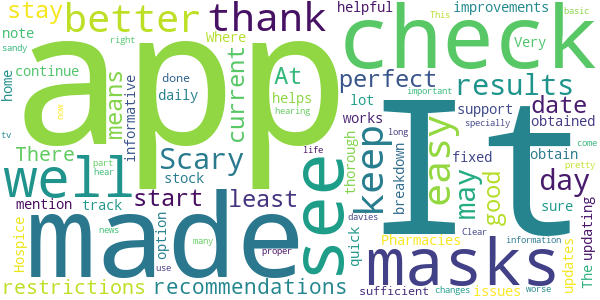 stay
better
thank
helpful
improvements
Where
This
basic
note
right
check
Very
sandy
app
At
current
means
informative
perfect
home
continue
done
daily
helps
hearing
results
important
tv
now
There
Scary
stock
life
see
keep
lot
works
thorough
long
breakdown
It
easy
support
specially
date
obtained
come
well
fixed
may
good
obtain
day
pretty
part
hear
start
least
mention
track
option
made
news
many
use
proper
quick
davies
Pharmacies
Clear
information
sure
updates
The
updating
Hospice
masks
restrictions
recommendations
sufficient
changes
issues
worse